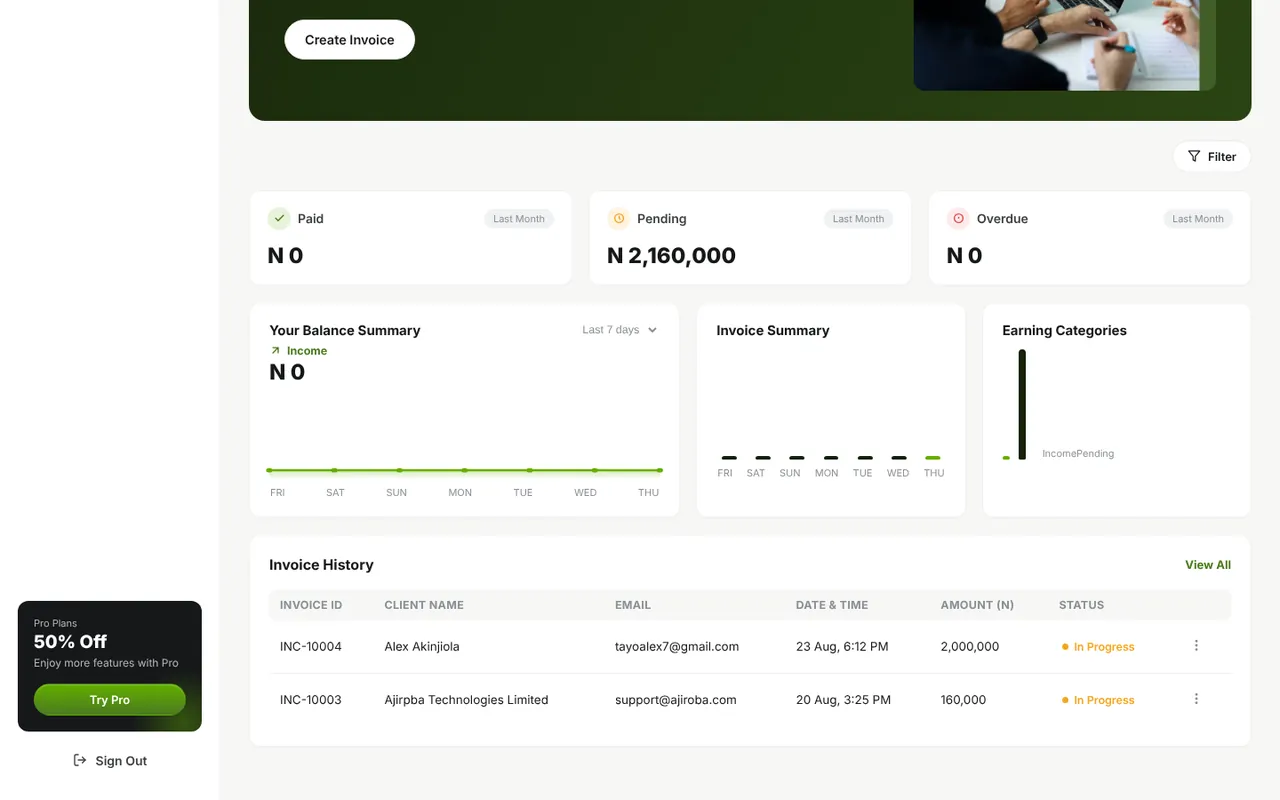 Create Invoice
Filter
Paid
Last Month
N 0
Pending
Last Month
N 2,160,000
Overdue
Last Month
N 0
Your Balance Summary
Last 7 days
Income
N 0
FRI SAT SUN MON TUE WED THU
Invoice Summary
FRI SAT SUN MON TUE WED THU
Earning Categories
IncomePending
Invoice History
View All
INVOICE ID CLIENT NAME EMAIL DATE & TIME AMOUNT (N) STATUS
INC-10004 Alex Akinjiola tayoalex7@gmail.com 23 Aug, 6:12 PM 2,000,000 In Progress
INC-10003 Ajirpba Technologies Limited support@ajiroba.com 20 Aug, 3:25 PM 160,000 In Progress
Pro Plans
50% Off
Enjoy more features with Pro
Try Pro
Sign Out